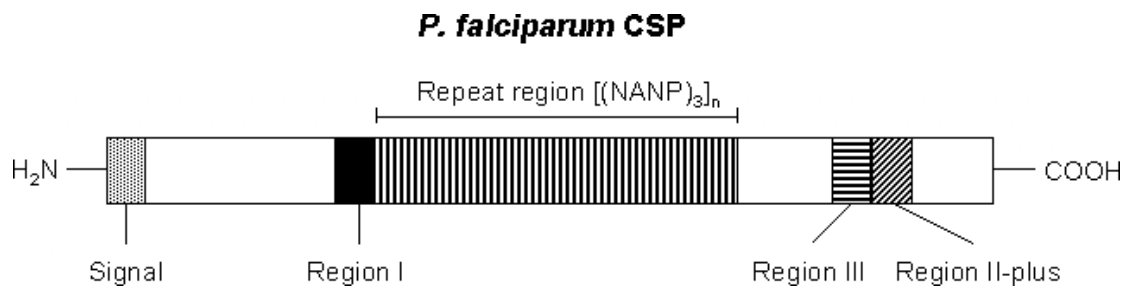 P. falciparum CSP
Repeat region [(NANP)₃]ₙ
H₂N
COOH
Signal
Region I
Region III
Region II-plus